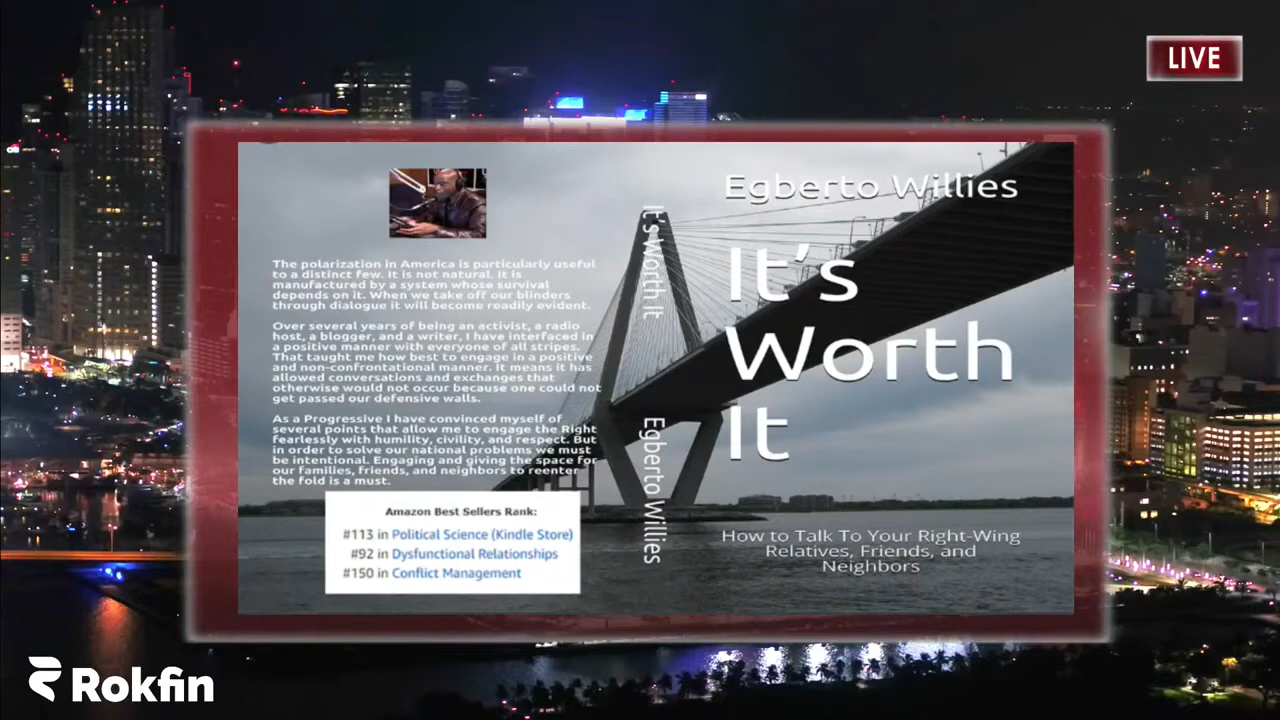 LIVE
The polarization in America is particularly useful
to a distinct few. It is not natural. It is
manufactured by a system whose survival
depends on it. When we take off our blinders
through dialogue it will become readily evident.
Over several years of being an activist, a radio
host, a blogger, and a writer, I have interfaced in
a positive manner with everyone of all stripes.
That taught me how best to engage in a positive
and non-confrontational manner. It means it has
allowed conversations and exchanges that
otherwise would not occur because one could not
get passed our defensive walls.
As a Progressive I have convinced myself of
several points that allow me to engage the Right
fearlessly with humility, civility, and respect. But
in order to solve our national problems we must
be intentional. Engaging and giving the space for
our families, friends, and neighbors to reenter
the fold is a must.
Amazon Best Sellers Rank:
#113 in Political Science (Kindle Store)
#92 in Dysfunctional Relationships
#150 in Conflict Management
It's Worth It
Egberto Willies
Egberto Willies
It's
Worth
It
How to Talk To Your Right-Wing
Relatives, Friends, and
Neighbors
Rokfin